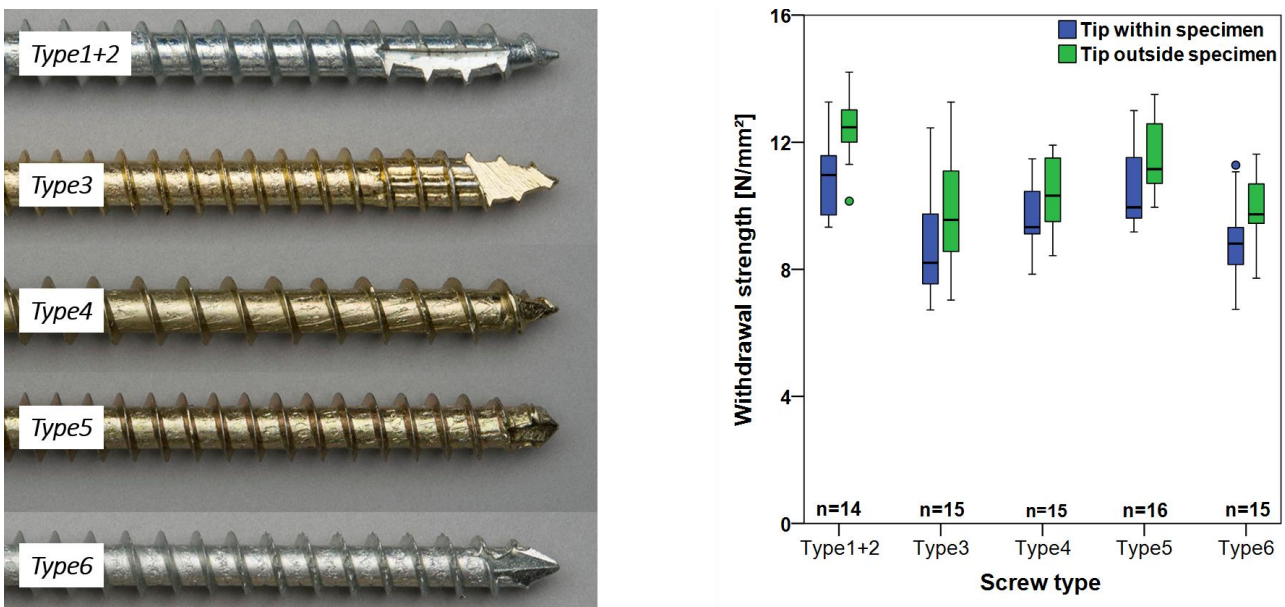 Type1+2
Type3
Type4
Type5
Type6
16
12
8
4
0
Withdrawal strength [N/mm²]
Tip within specimen
Tip outside specimen
n=14 n=15 n=15 n=16 n=15
Type1+2 Type3 Type4 Type5 Type6
Screw type